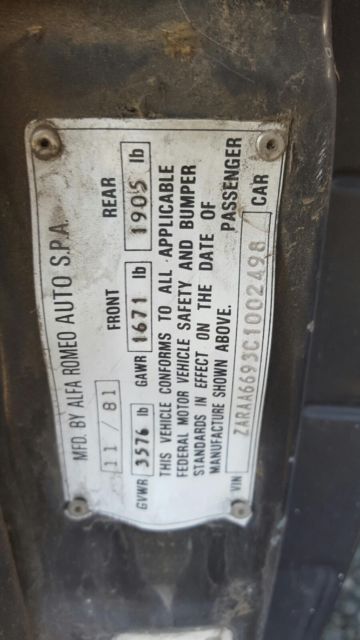 MFD. BY ALFA ROMEO AUTO S.P.A.
11 / 81 FRONT REAR
GVWR 3576 lb GAWR 1671 lb 1905 lb
THIS VEHICLE CONFORMS TO ALL APPLICABLE
FEDERAL MOTOR VEHICLE SAFETY AND BUMPER
STANDARDS IN EFFECT ON THE DATE OF
MANUFACTURE SHOWN ABOVE. PASSENGER
VIN ZARAA6693C1002498 / CAR